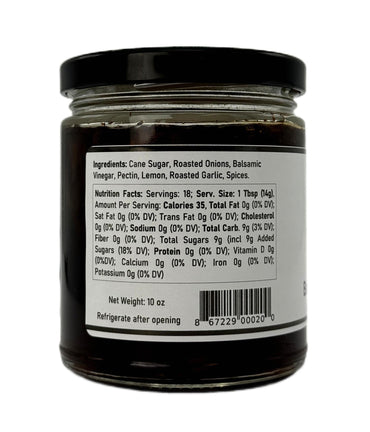 Ingredients: Cane Sugar, Roasted Onions, Balsamic
Vinegar, Pectin, Lemon, Roasted Garlic, Spices.
Nutrition Facts: Servings: 18; Serv. Size: 1 Tbsp (14g),
Amount Per Serving: Calories 35, Total Fat 0g (0% DV);
Sat Fat 0g (0% DV); Trans Fat 0g (0% DV); Cholesterol
0g (0% DV); Sodium 0g (0% DV); Total Carb. 9g (3% DV);
Fiber 0g (0% DV); Total Sugars 9g (incl 9g Added
Sugars (18% DV); Protein 0g (0% DV); Vitamin D 0g
(0%DV); Calcium 0g (0% DV); Iron 0g (0% DV);
Potassium 0g (0% DV)
Net Weight: 10 oz
Refrigerate after opening
8 67229 00020 0